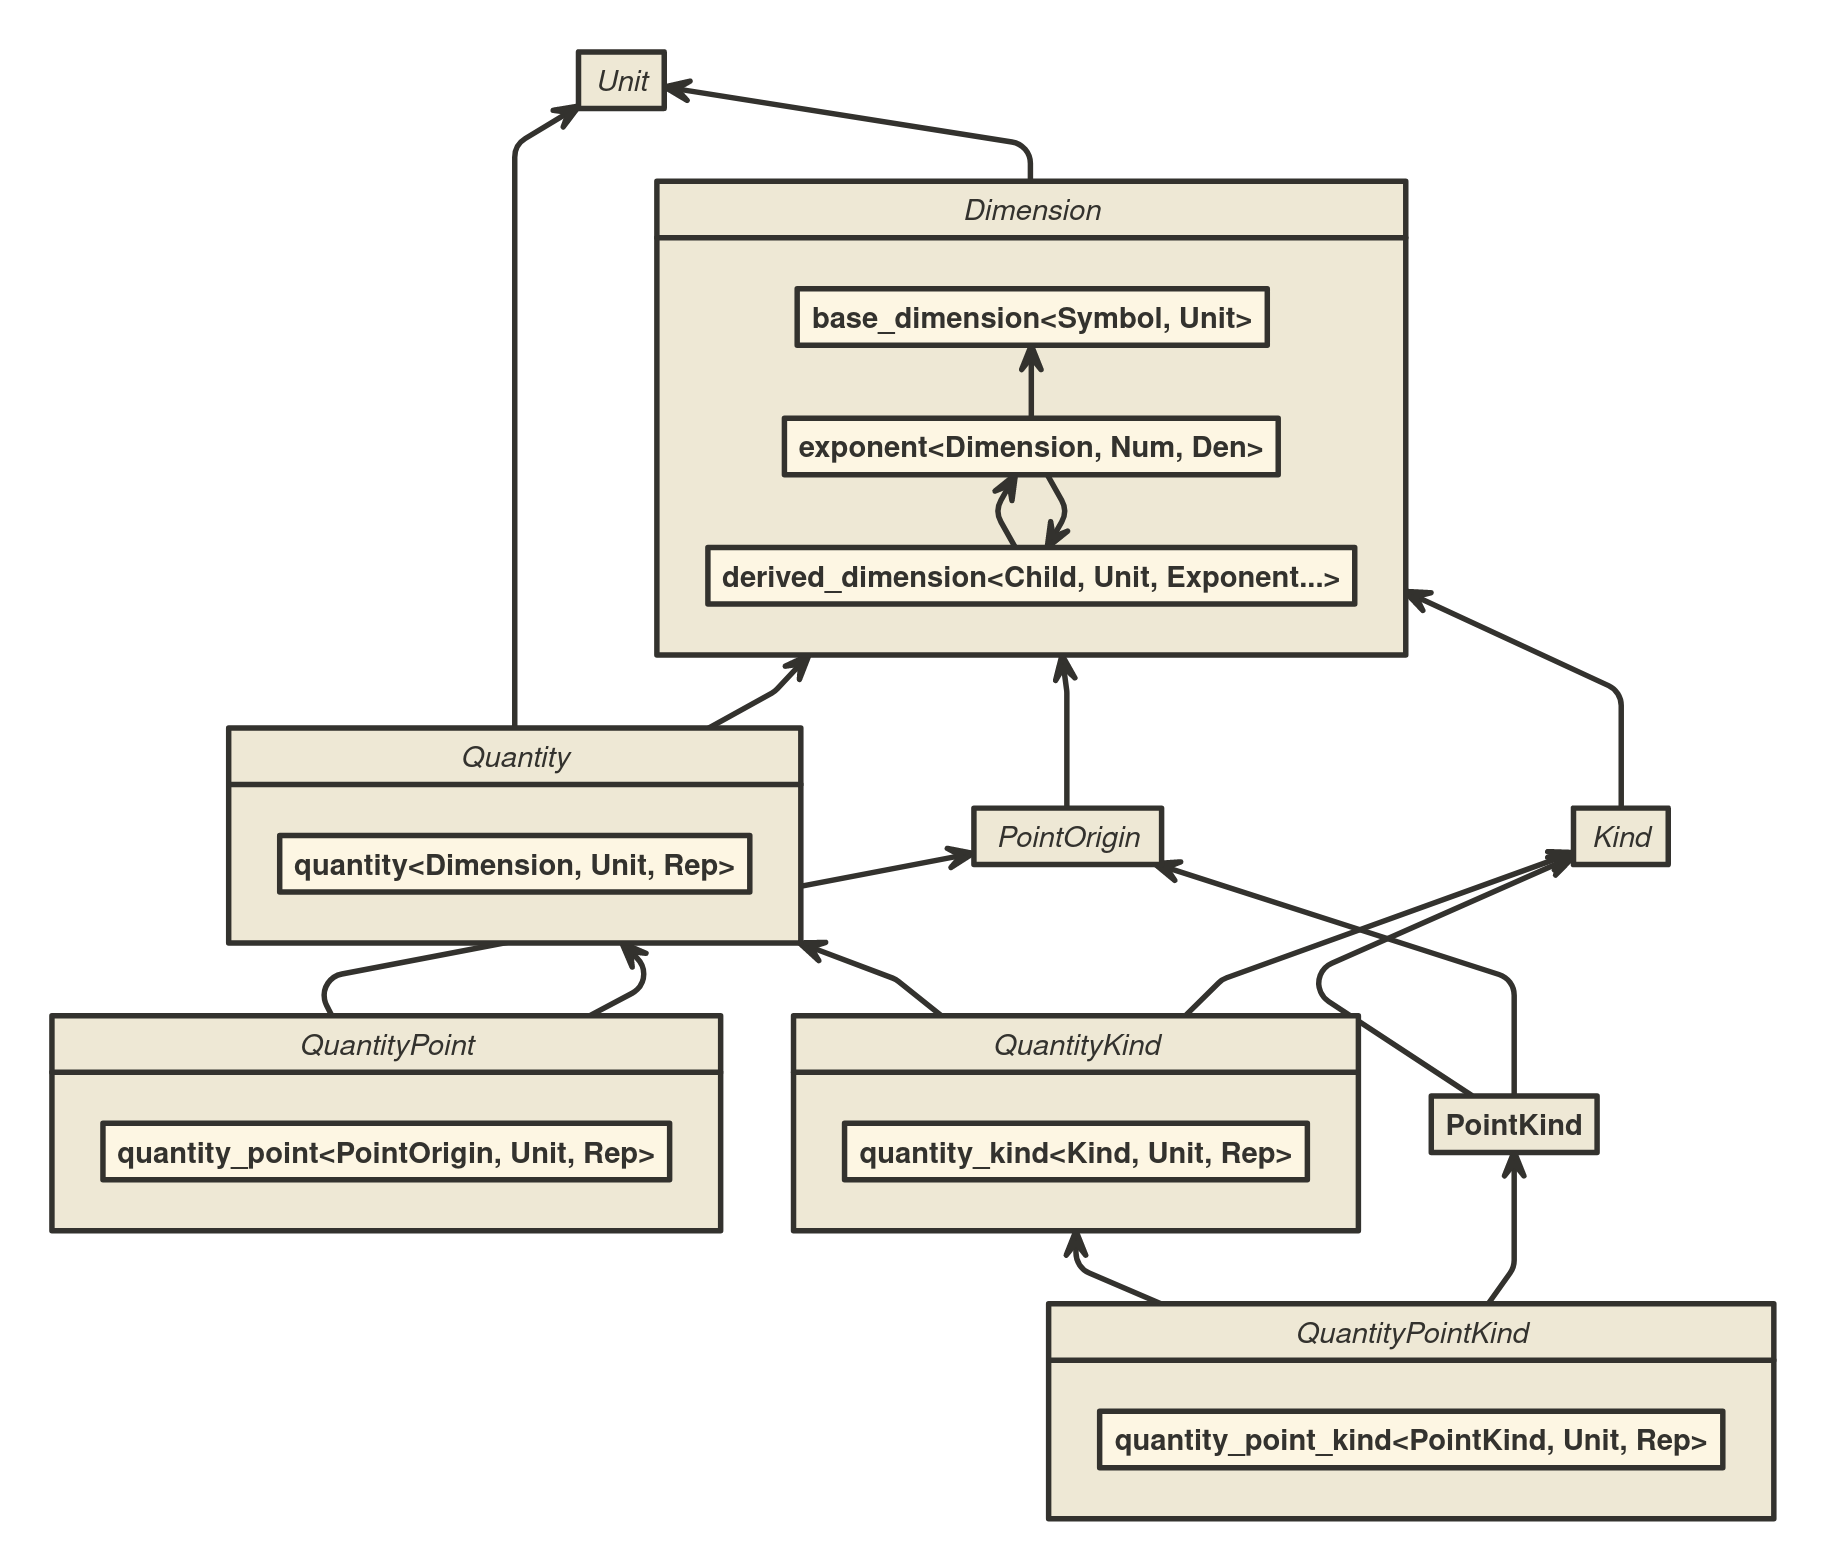 Unit
Dimension
base_dimension<Symbol, Unit>
exponent<Dimension, Num, Den>
derived_dimension<Child, Unit, Exponent...>
Quantity
quantity<Dimension, Unit, Rep>
PointOrigin
Kind
QuantityPoint
quantity_point<PointOrigin, Unit, Rep>
QuantityKind
quantity_kind<Kind, Unit, Rep>
PointKind
QuantityPointKind
quantity_point_kind<PointKind, Unit, Rep>